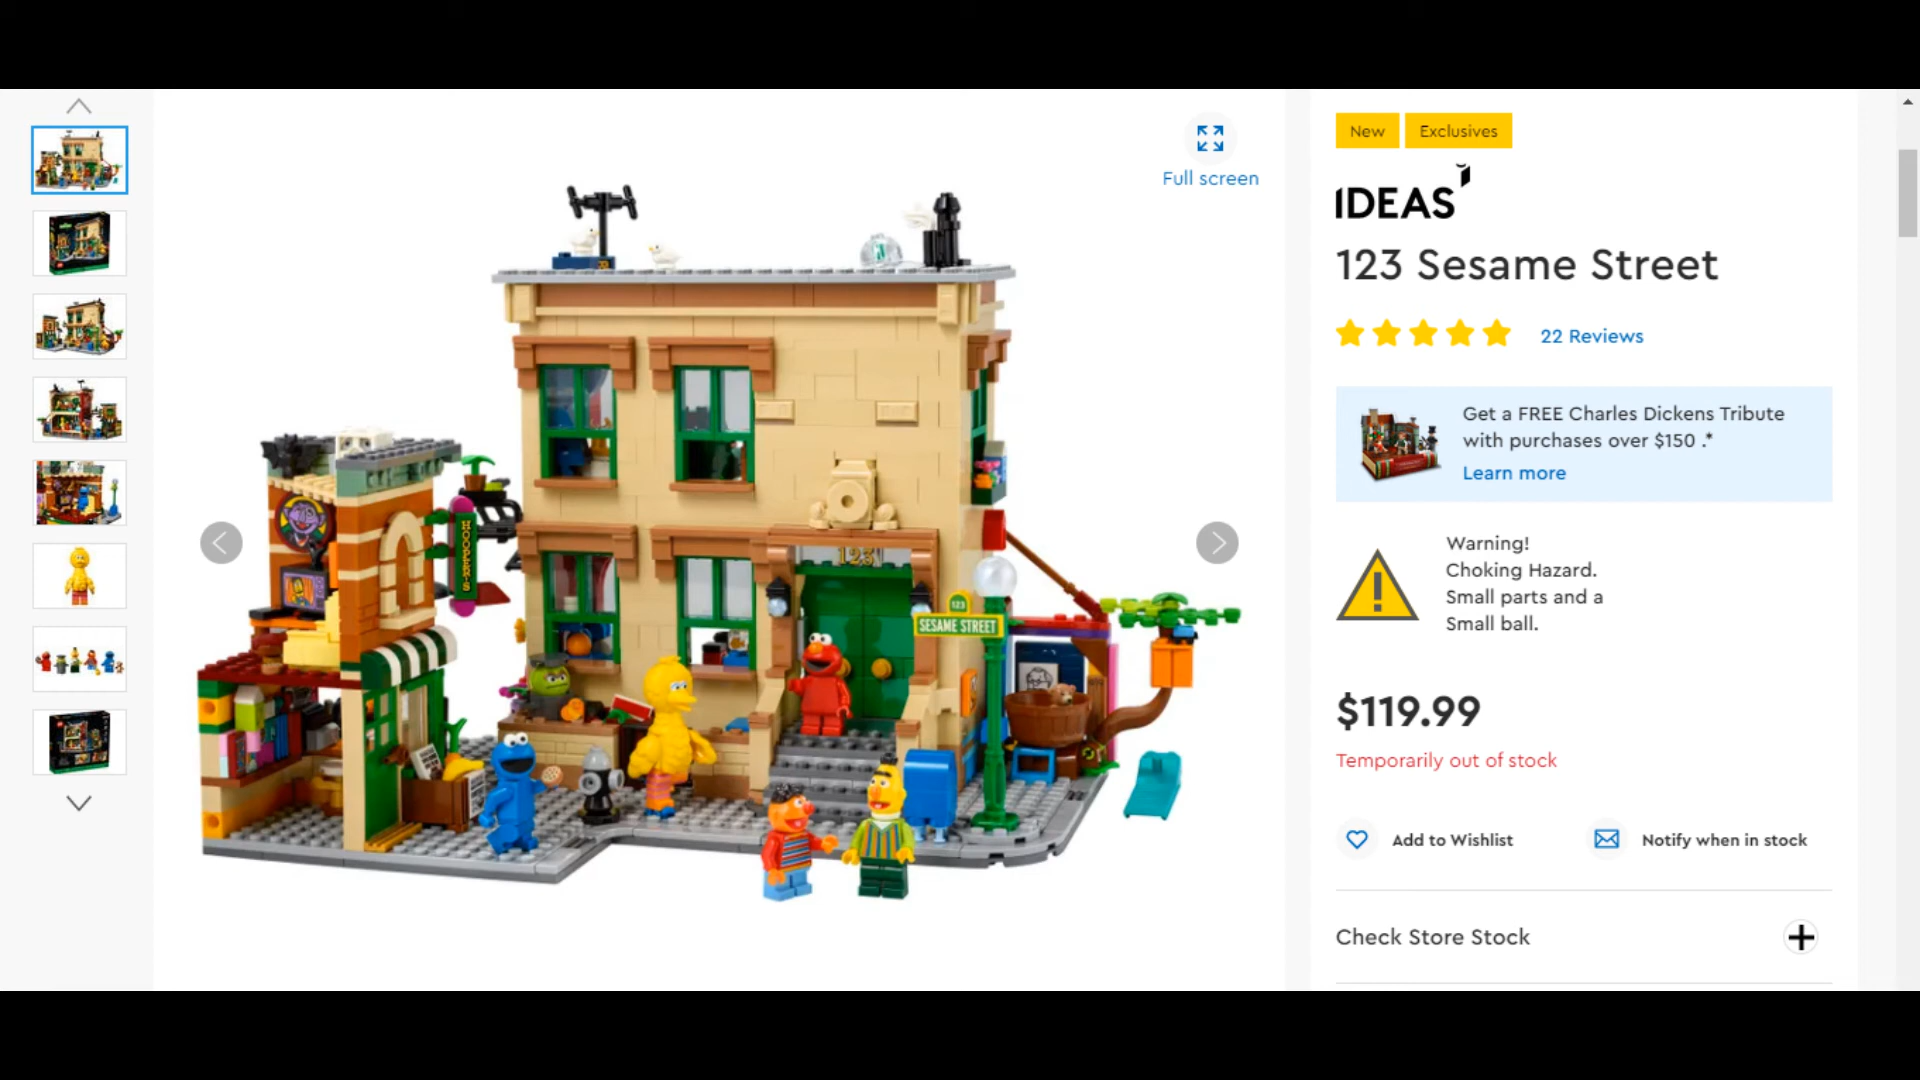 Full screen
HOOPER'S
123
123
SESAME STREET
New
Exclusives
IDEAS
123 Sesame Street
22 Reviews
Get a FREE Charles Dickens Tribute
with purchases over $150 .*
Learn more
Warning!
Choking Hazard.
Small parts and a
Small ball.
$119.99
Temporarily out of stock
Add to Wishlist
Notify when in stock
Check Store Stock